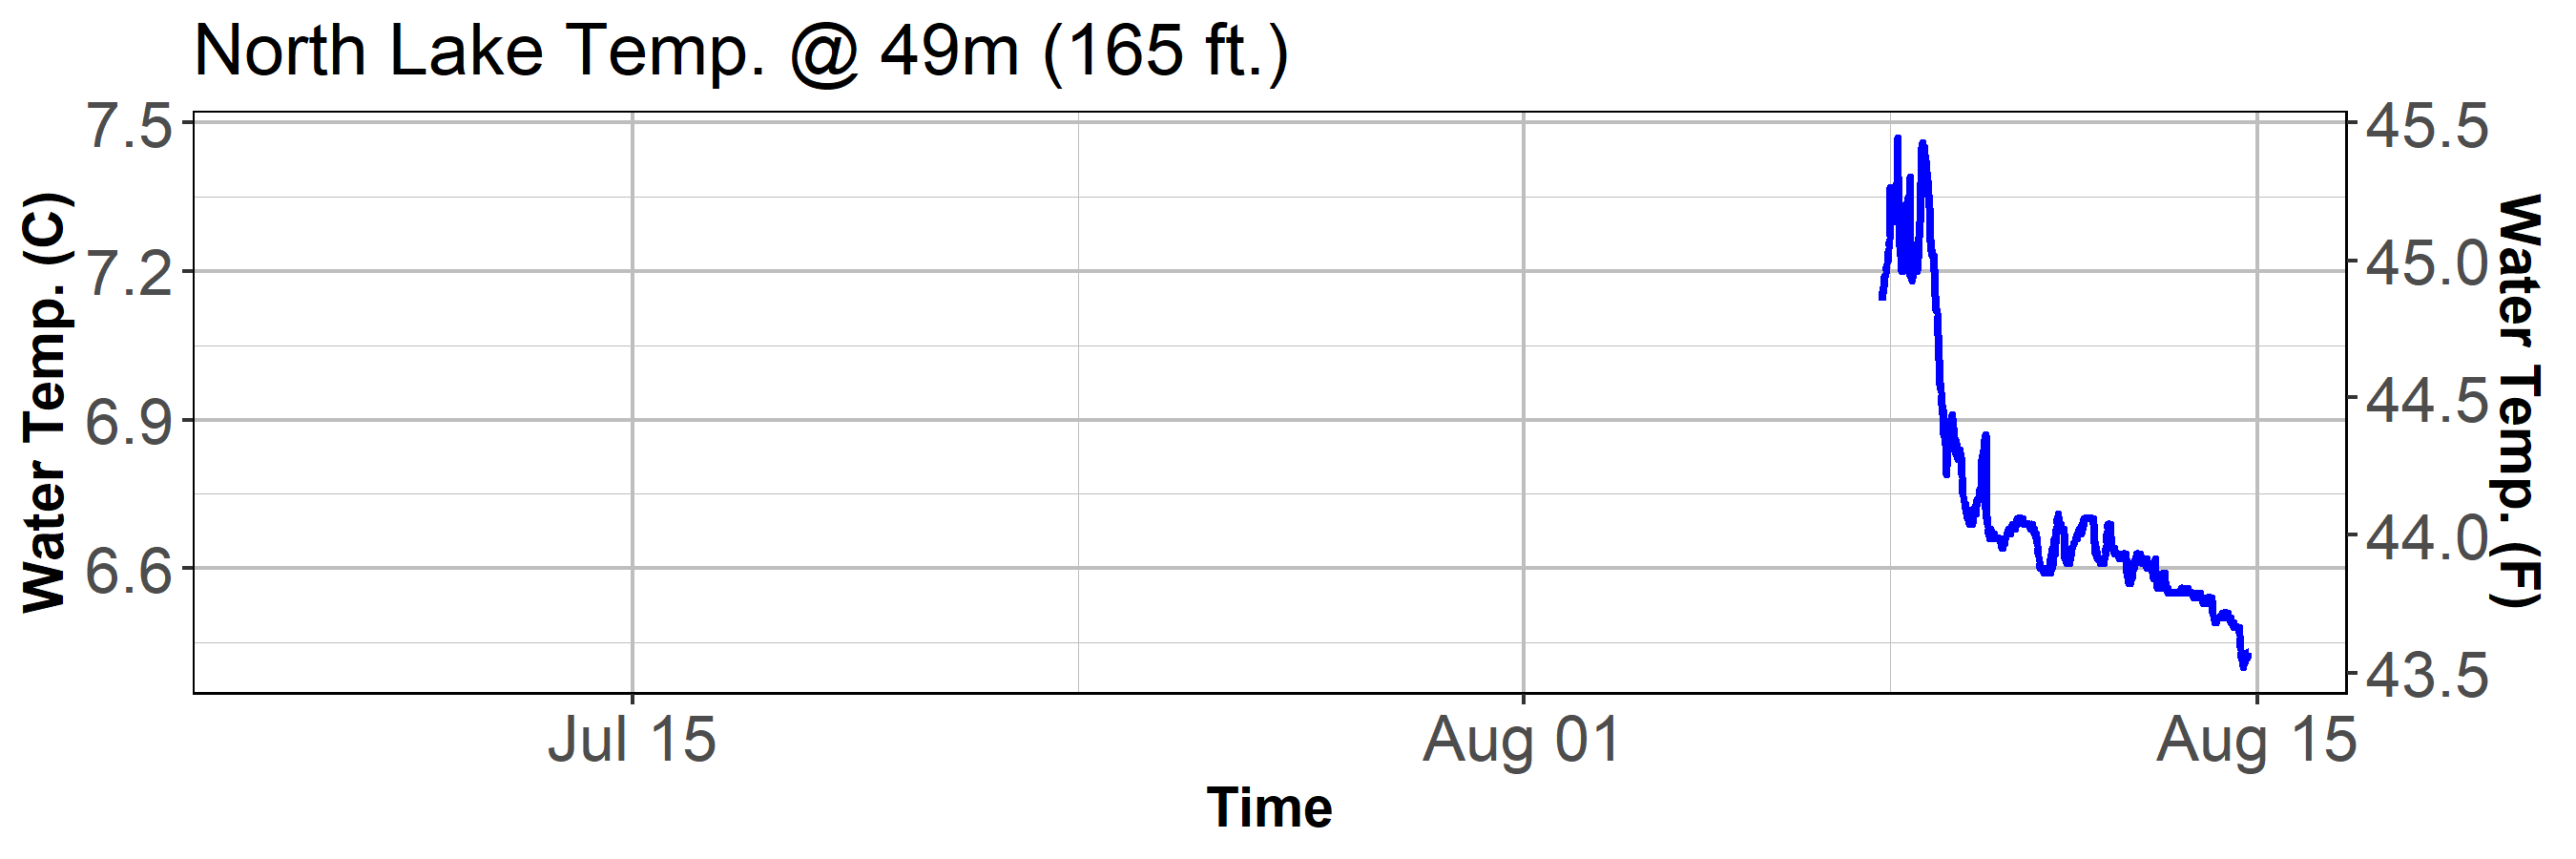 North Lake Temp. @ 49m (165 ft.)
Water Temp. (C)
7.5
7.2
6.9
6.6
45.5
45.0
44.5
44.0
43.5
Water Temp. (F)
Jul 15
Aug 01
Aug 15
Time